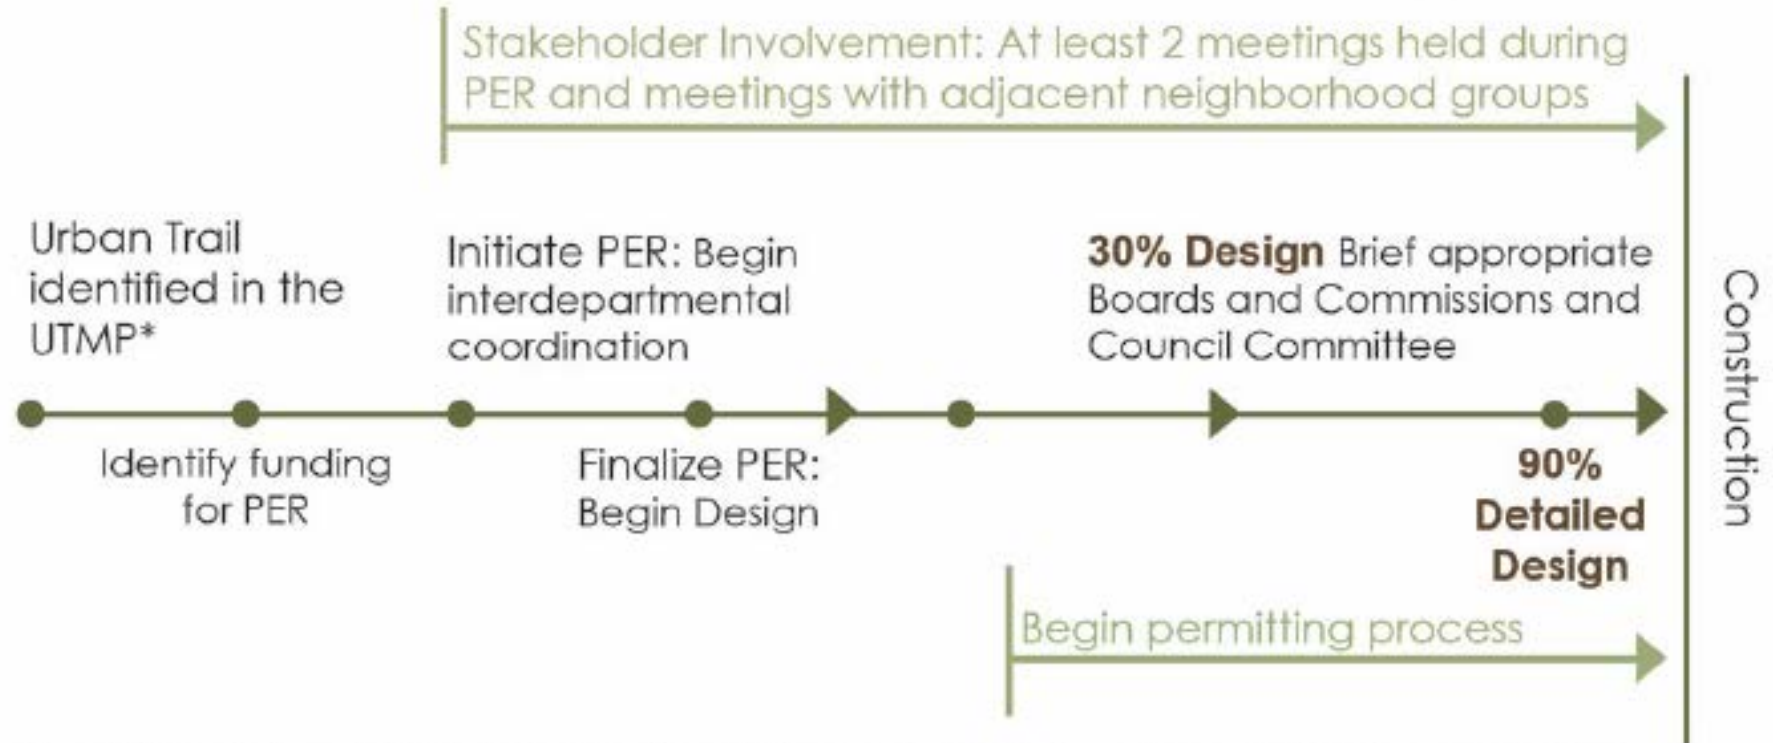 Stakeholder Involvement: At least 2 meetings held during
PER and meetings with adjacent neighborhood groups
Urban Trail
identified in the
UTMP*
Initiate PER: Begin
interdepartmental
coordination
30% Design Brief appropriate
Boards and Commissions and
Council Committee
Construction
Identify funding
for PER
Finalize PER:
Begin Design
90%
Detailed
Design
Begin permitting process